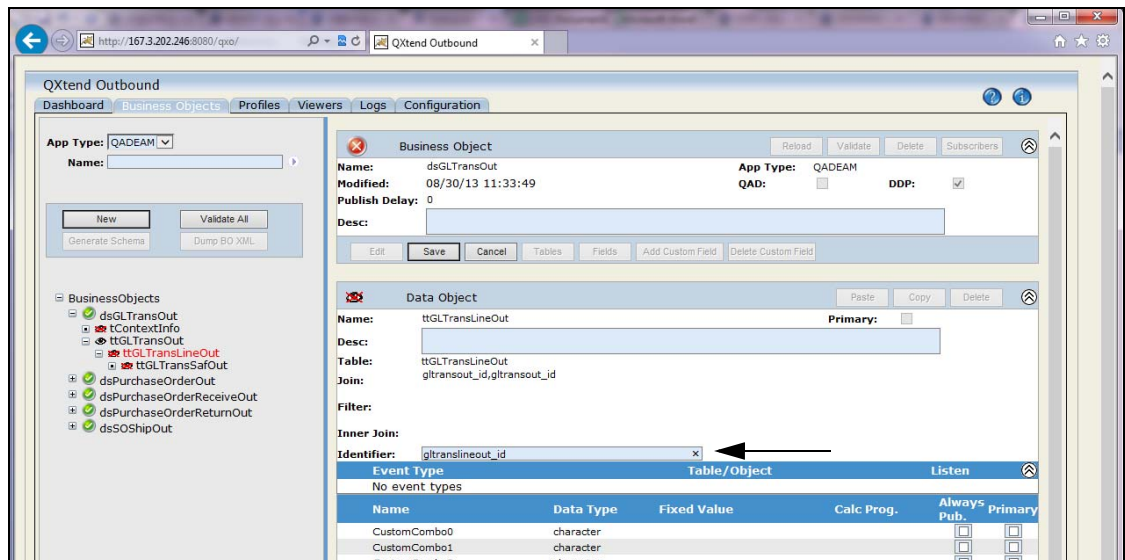 http://167.3.202.246:8080/qxo/
QXtend Outbound
QXtend Outbound
Dashboard Business Objects Profiles Viewers Logs Configuration
App Type: QADEAM
Name:
New Validate All
Generate Schema Dump BO XML
BusinessObjects
dsGLTransOut
tContextInfo
ttGLTransOut
ttGLTransLineOut
ttGLTransSafOut
dsPurchaseOrderOut
dsPurchaseOrderReceiveOut
dsPurchaseOrderReturnOut
dsSOShipOut
Business Object Reload Validate Delete Subscribers
Name: dsGLTransOut App Type: QADEAM
Modified: 08/30/13 11:33:49 QAD: DDP:
Publish Delay: 0
Desc:
Edit Save Cancel Tables Fields Add Custom Field Delete Custom Field
Data Object Paste Copy Delete
Name: ttGLTransLineOut Primary:
Desc:
Table: ttGLTransLineOut
Join: gltransout_id,gltransout_id
Filter:
Inner Join:
Identifier: gltranslineout_id
Event Type Table/Object Listen
No event types
Name Data Type Fixed Value Calc Prog. Always Pub. Primary
CustomCombo0 character
CustomCombo1 character